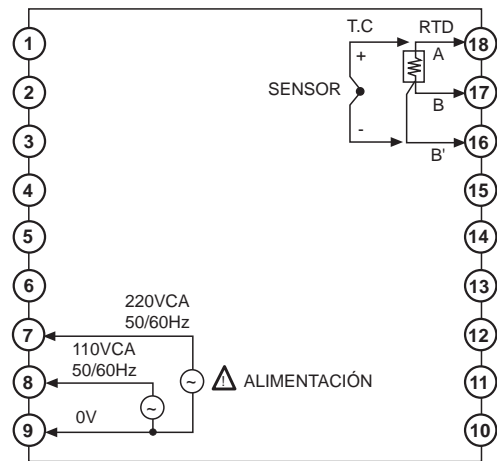 1
2
3
4
5
6
7
8
9
T.C
RTD
+
A
SENSOR
B
-
B'
18
17
16
15
14
13
12
11
10
220VCA
50/60Hz
110VCA
50/60Hz
~
~
! ALIMENTACIÓN
0V